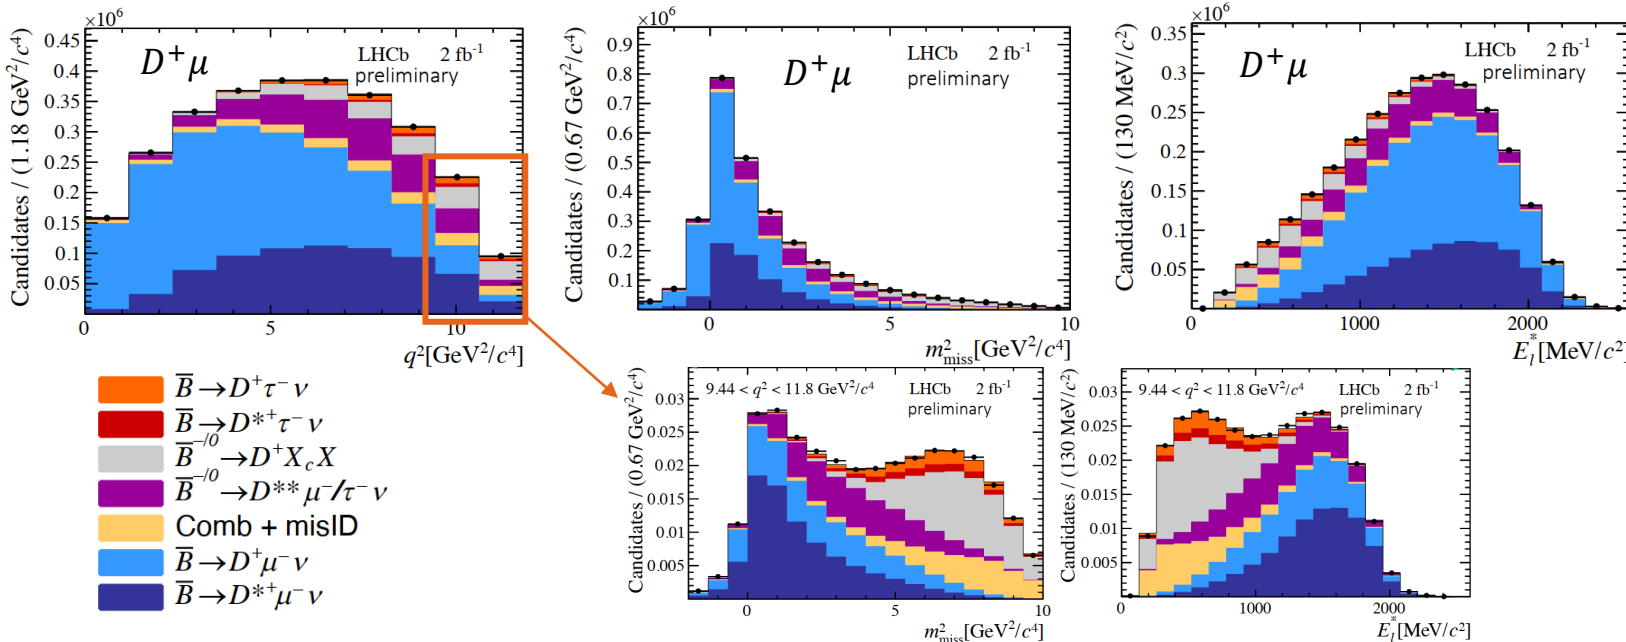 ×10⁶
Candidates / (1.18 GeV²/c⁴)
0.45
0.4
0.35
0.3
0.25
0.2
0.15
0.1
0.05
D⁺μ
LHCb 2 fb⁻¹
preliminary
0 5 10
q²[GeV²/c⁴]
×10⁶
Candidates / (0.67 GeV²/c⁴)
0.9
0.8
0.7
0.6
0.5
0.4
0.3
0.2
0.1
D⁺μ
LHCb 2 fb⁻¹
preliminary
0 5 10
m²miss[GeV²/c⁴]
×10⁶
Candidates / (130 MeV/c²)
0.35
0.3
0.25
0.2
0.15
0.1
0.05
D⁺μ
LHCb 2 fb⁻¹
preliminary
0 1000 2000
E*l[MeV/c²]
B̅→D⁺τ⁻ν
B̅→D*⁺τ⁻ν
B̅⁻/⁰→D⁺XcX
B̅⁻/⁰→D**μ⁻/τ⁻ν
Comb + misID
B̅→D⁺μ⁻ν
B̅→D*⁺μ⁻ν
Candidates / (0.67 GeV²/c⁴)
0.03
0.025
0.02
0.015
0.01
0.005
9.44 < q² < 11.8 GeV²/c⁴
LHCb 2 fb⁻¹
preliminary
0 5 10
m²miss[GeV²/c⁴]
Candidates / (130 MeV/c²)
0.03
0.025
0.02
0.015
0.01
0.005
9.44 < q² < 11.8 GeV²/c⁴
LHCb 2 fb⁻¹
preliminary
0 1000 2000
E*l[MeV/c²]